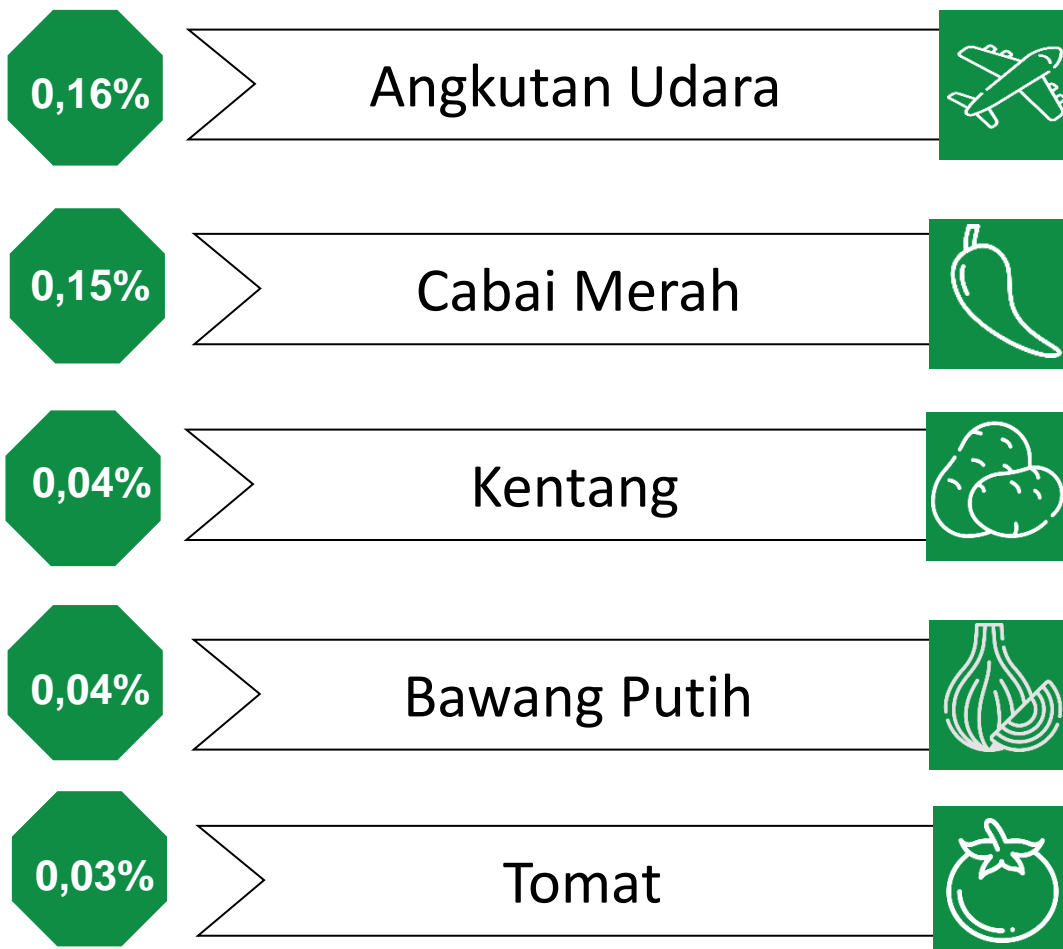 0,16% Angkutan Udara
0,15% Cabai Merah
0,04% Kentang
0,04% Bawang Putih
0,03% Tomat